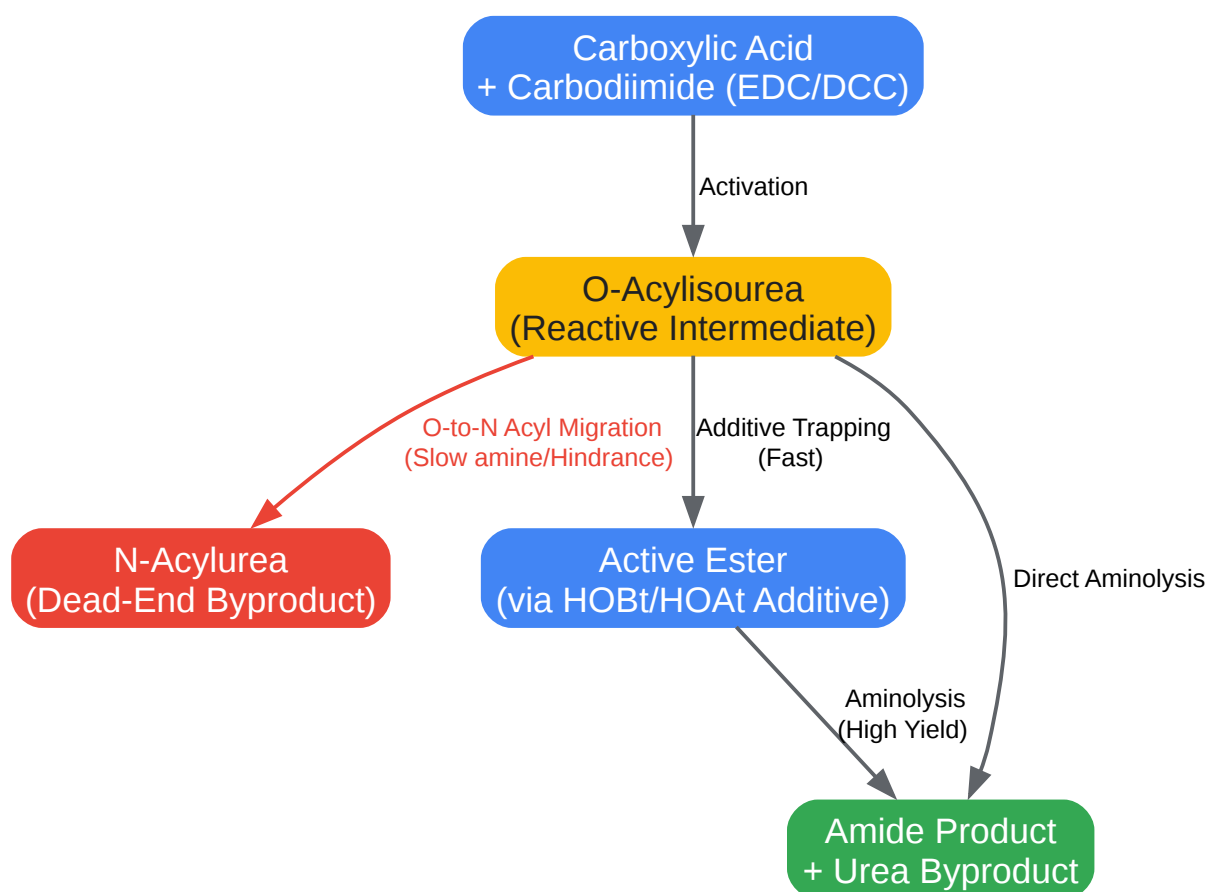 Carboxylic Acid
+ Carbodiimide (EDC/DCC)
Activation
O-Acylisourea
(Reactive Intermediate)
O-to-N Acyl Migration
(Slow amine/Hindrance)
Additive Trapping
(Fast)
N-Acylurea
(Dead-End Byproduct)
Active Ester
(via HOBt/HOAt Additive)
Direct Aminolysis
Aminolysis
(High Yield)
Amide Product
+ Urea Byproduct